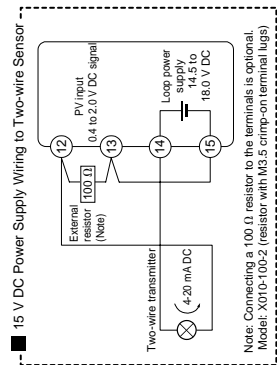 ■ 15 V DC Power Supply Wiring to Two-wire Sensor
PV input
0.4 to 2.0 V DC signal
Loop power
supply
14.5 to
18.0 V DC
12
13
14
15
100 Ω
External
resistor
(Note)
Two-wire transmitter
4-20 mA DC
Note: Connecting a 100 Ω resistor to the terminals is optional.
Model: X010-100-2 (resistor with M3.5 crimp-on terminal lugs)